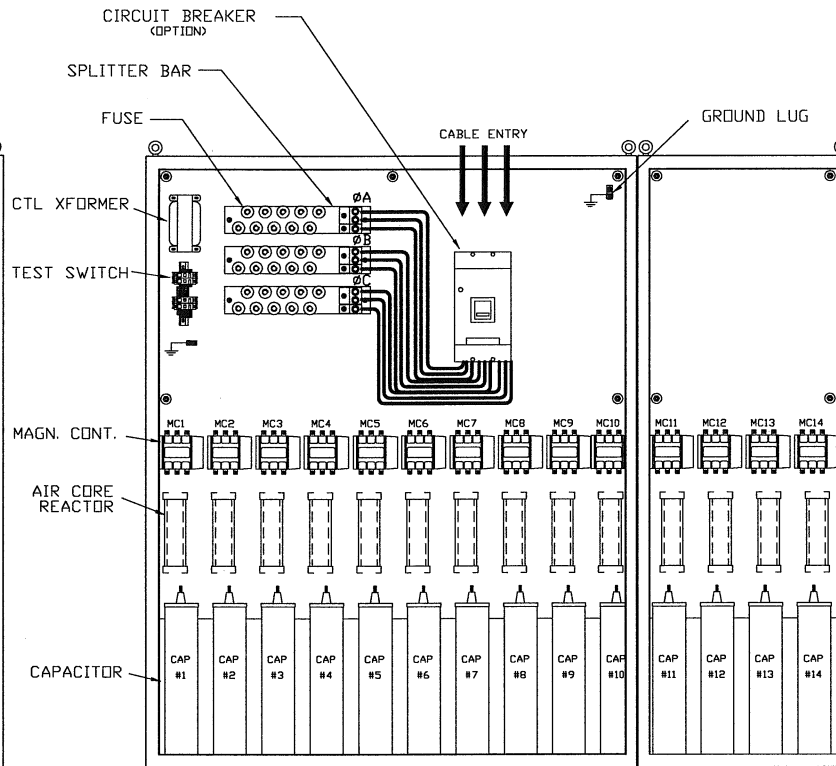 CIRCUIT BREAKER
(OPTION)
SPLITTER BAR
FUSE
CABLE ENTRY
GROUND LUG
CTL XFORMER
ØA
ØB
TEST SWITCH
ØC
MC1 MC2 MC3 MC4 MC5 MC6 MC7 MC8 MC9 MC10 MC11 MC12 MC13 MC14
MAGN. CONT.
AIR CORE
REACTOR
CAP CAP CAP CAP CAP CAP CAP CAP CAP CAP CAP CAP CAP CAP
#1 #2 #3 #4 #5 #6 #7 #8 #9 #10 #11 #12 #13 #14
CAPACITOR